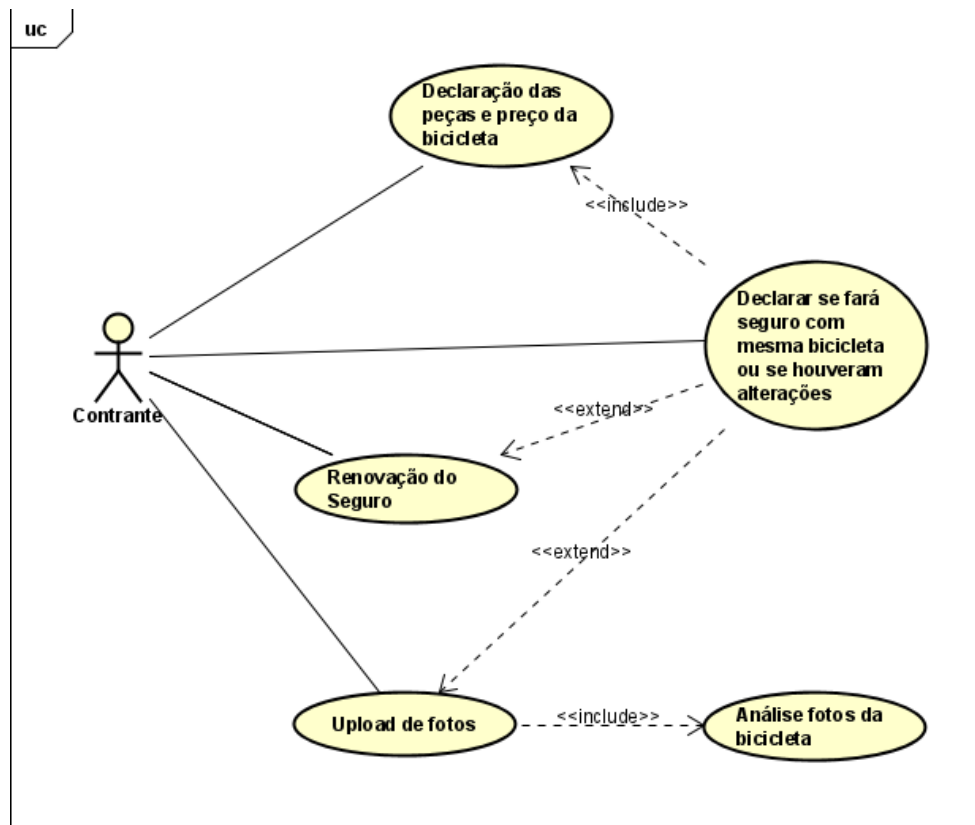 uc
Declaração das
peças e preço da
bicicleta
<<include>>
Declarar se fará
seguro com
mesma bicicleta
ou se houveram
alterações
Contrante
<<extend>>
Renovação do
Seguro
<<extend>>
Upload de fotos
<<include>>
Análise fotos da
bicicleta